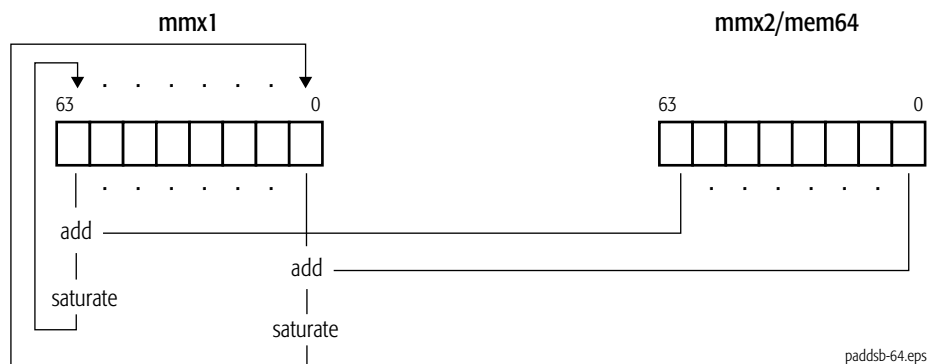 mmx1 mmx2/mem64
. . . . . .
63 0 63 0
. . . . . . . . . . . .
add
add
saturate
saturate
paddsb-64.eps